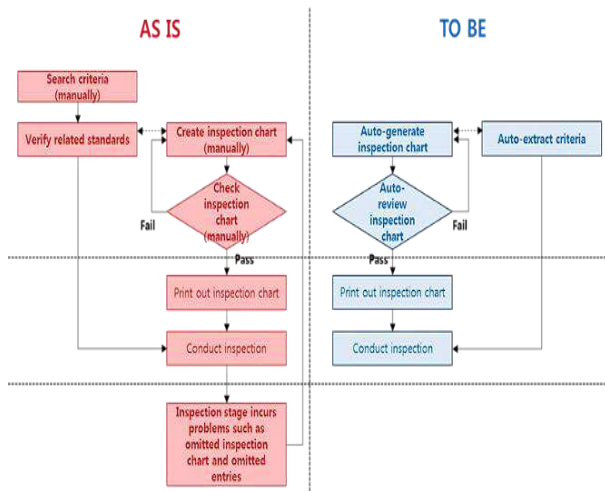 AS IS
Search criteria
(manually)
Verify related standards
Create inspection chart
(manually)
Check
inspection
chart
(manually)
Fail
Pass
Print out inspection chart
Conduct inspection
Inspection stage incurs
problems such as
omitted inspection
chart and omitted
entries
TO BE
Auto-generate
inspection chart
Auto-extract criteria
Auto-
review
inspection
chart
Fail
Pass
Print out inspection chart
Conduct inspection